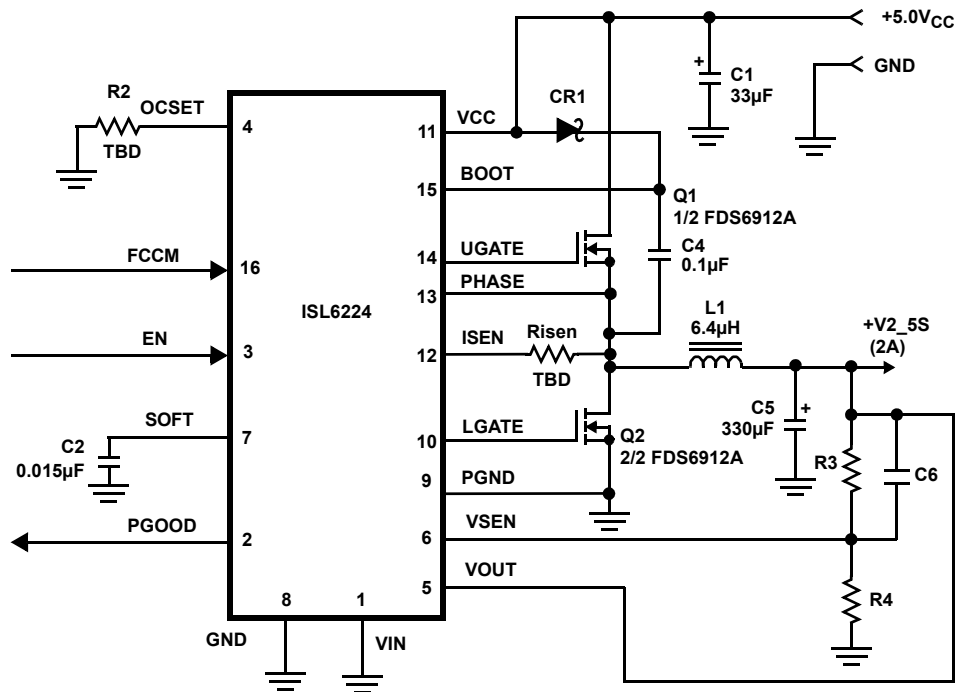 +5.0VCC
GND
C1
33µF
R2
OCSET
4
TBD
CR1
VCC
11
BOOT
15
Q1
1/2 FDS6912A
C4
0.1µF
UGATE
14
FCCM
16
PHASE
13
ISL6224
L1
6.4µH
+V2_5S
(2A)
EN
3
ISEN
12
Risen
TBD
C5
330µF
SOFT
7
C2
0.015µF
LGATE
10
Q2
2/2 FDS6912A
R3
C6
PGND
9
PGOOD
2
VSEN
6
VOUT
5
R4
8
1
GND
VIN
+
+